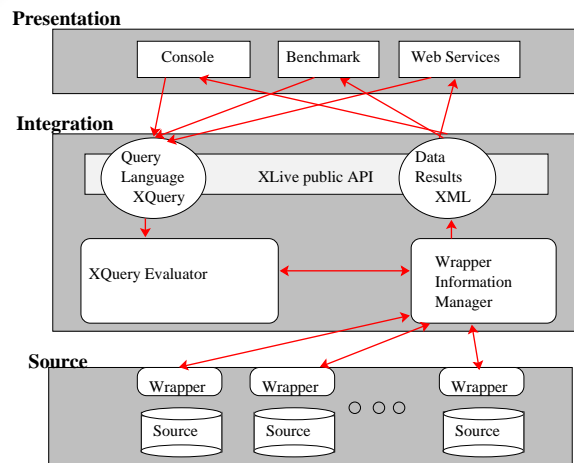 Presentation
Console
Benchmark
Web Services
Integration
Query
Language
XQuery
XLive public API
Data
Results
XML
XQuery Evaluator
Wrapper
Information
Manager
Source
Wrapper
Wrapper
Wrapper
Source
Source
Source